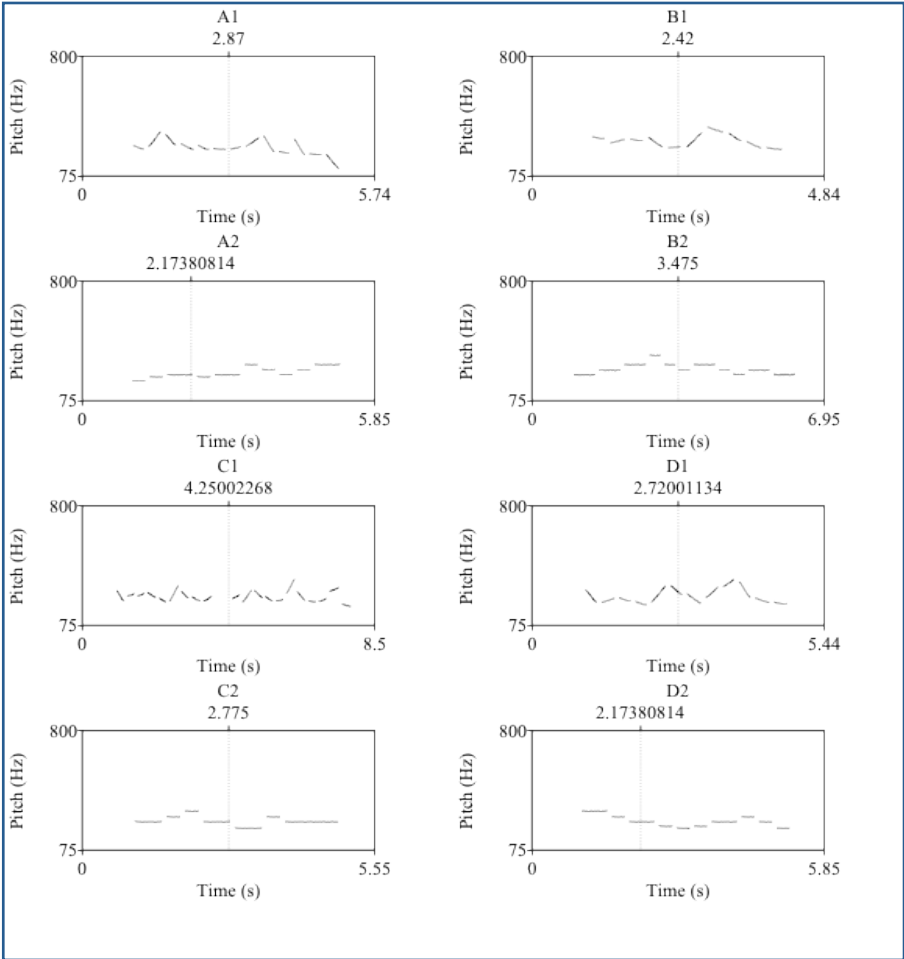 A1
2.87
800
Pitch (Hz)
75
0
5.74
Time (s)
B1
2.42
800
Pitch (Hz)
75
0
4.84
Time (s)
A2
2.17380814
800
Pitch (Hz)
75
0
5.85
Time (s)
B2
3.475
800
Pitch (Hz)
75
0
6.95
Time (s)
C1
4.25002268
800
Pitch (Hz)
75
0
8.5
Time (s)
D1
2.72001134
800
Pitch (Hz)
75
0
5.44
Time (s)
C2
2.775
800
Pitch (Hz)
75
0
5.55
Time (s)
D2
2.17380814
800
Pitch (Hz)
75
0
5.85
Time (s)